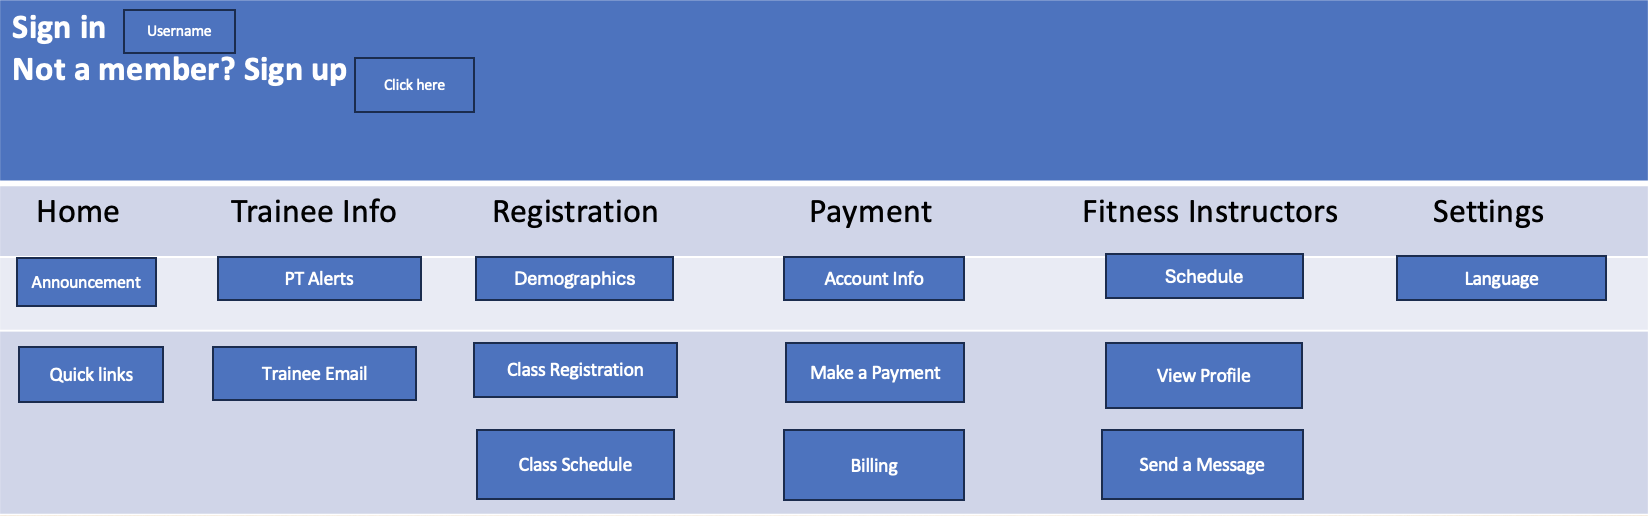 Sign in
Username
Not a member? Sign up
Click here
Home
Trainee Info
Registration
Payment
Fitness Instructors
Settings
Announcement
PT Alerts
Demographics
Account Info
Schedule
Language
Quick links
Trainee Email
Class Registration
Make a Payment
View Profile
Class Schedule
Billing
Send a Message